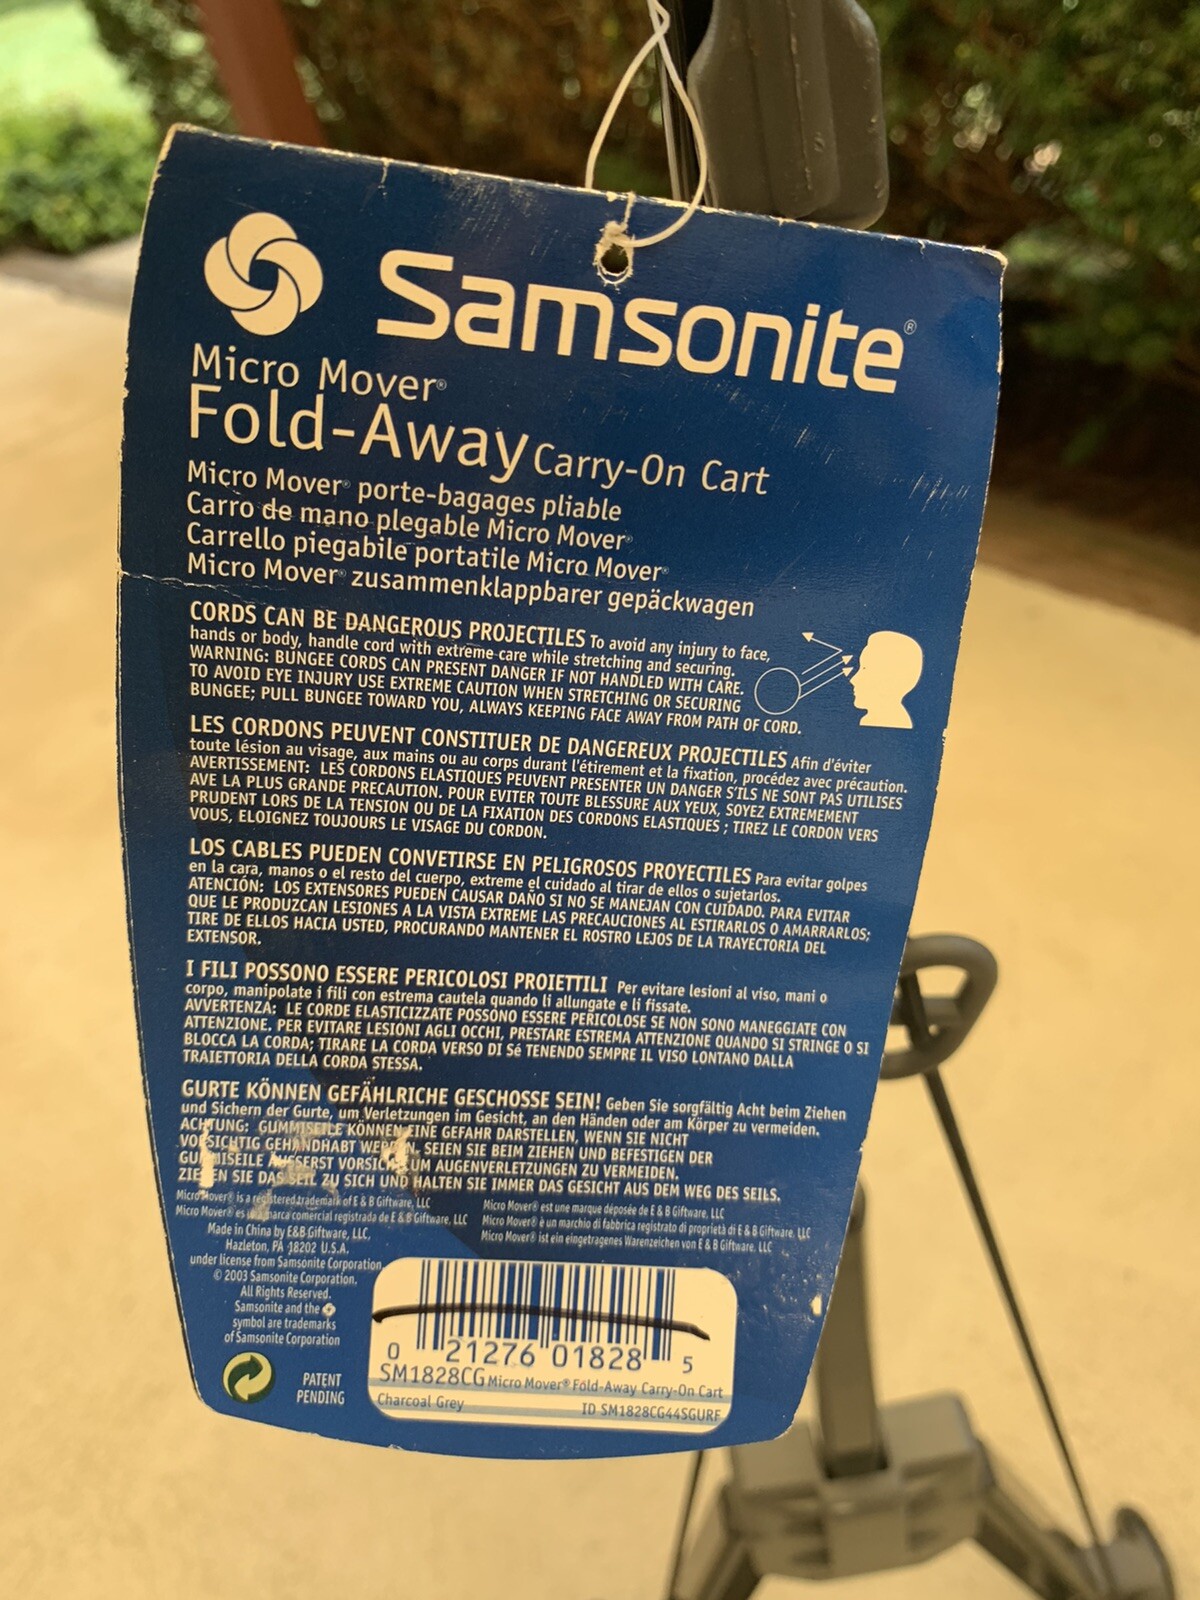 Samsonite®
Micro Mover®
Fold-Away Carry-On Cart
Micro Mover® porte-bagages pliable
Carro de mano plegable Micro Mover®
Carrello piegabile portatile Micro Mover®
Micro Mover® zusammenklappbarer gepäckwagen
CORDS CAN BE DANGEROUS PROJECTILES To avoid any injury to face,
hands or body, handle cord with extreme care while stretching and securing.
WARNING: BUNGEE CORDS CAN PRESENT DANGER IF NOT HANDLED WITH CARE.
TO AVOID EYE INJURY USE EXTREME CAUTION WHEN STRETCHING OR SECURING
BUNGEE; PULL BUNGEE TOWARD YOU, ALWAYS KEEPING FACE AWAY FROM PATH OF CORD.
LES CORDONS PEUVENT CONSTITUER DE DANGEREUX PROJECTILES Afin d'éviter
toute lésion au visage, aux mains ou au corps durant l'étirement et la fixation, procédez avec précaution.
AVERTISSEMENT: LES CORDONS ELASTIQUES PEUVENT PRESENTER UN DANGER S'ILS NE SONT PAS UTILISES
AVE LA PLUS GRANDE PRECAUTION. POUR EVITER TOUTE BLESSURE AUX YEUX, SOYEZ EXTREMEMENT
PRUDENT LORS DE LA TENSION OU DE LA FIXATION DES CORDONS ELASTIQUES ; TIREZ LE CORDON VERS
VOUS, ELOIGNEZ TOUJOURS LE VISAGE DU CORDON.
LOS CABLES PUEDEN CONVETIRSE EN PELIGROSOS PROYECTILES Para evitar golpes
en la cara, manos o el resto del cuerpo, extreme el cuidado al tirar de ellos o sujetarlos.
ATENCIÓN: LOS EXTENSORES PUEDEN CAUSAR DAÑO SI NO SE MANEJAN CON CUIDADO. PARA EVITAR
QUE LE PRODUZCAN LESIONES A LA VISTA EXTREME LAS PRECAUCIONES AL ESTIRARLOS O AMARRARLOS;
TIRE DE ELLOS HACIA USTED, PROCURANDO MANTENER EL ROSTRO LEJOS DE LA TRAYECTORIA DEL
EXTENSOR.
I FILI POSSONO ESSERE PERICOLOSI PROIETTILI Per evitare lesioni al viso, mani o
corpo, manipolate i fili con estrema cautela quando li allungate e li fissate.
AVVERTENZA: LE CORDE ELASTICIZZATE POSSONO ESSERE PERICOLOSE SE NON SONO MANEGGIATE CON
ATTENZIONE. PER EVITARE LESIONI AGLI OCCHI, PRESTARE ESTREMA ATTENZIONE QUANDO SI STRINGE O SI
BLOCCA LA CORDA; TIRARE LA CORDA VERSO DI Sé TENENDO SEMPRE IL VISO LONTANO DALLA
TRAIETTORIA DELLA CORDA STESSA.
GURTE KÖNNEN GEFÄHLRICHE GESCHOSSE SEIN! Geben Sie sorgfältig Acht beim Ziehen
und Sichern der Gurte, um Verletzungen im Gesicht, an den Händen oder am Körper zu vermeiden.
ACHTUNG: GUMMISEILE KÖNNEN EINE GEFAHR DARSTELLEN, WENN SIE NICHT
VORSICHTIG GEHANDHABT WERDEN. SEIEN SIE BEIM ZIEHEN UND BEFESTIGEN DER
GUMMISEILE ÄUSSERST VORSICHTIG UM AUGENVERLETZUNGEN ZU VERMEIDEN.
ZIEHEN SIE DAS SEIL ZU SICH UND HALTEN SIE IMMER DAS GESICHT AUS DEM WEG DES SEILS.
Micro Mover® is a registered trademark of E & B Giftware, LLC
Micro Mover® es una marca comercial registrada de E & B Giftware, LLC
Micro Mover® est une marque déposée de E & B Giftware, LLC
Micro Mover® è un marchio di fabbrica registrato di proprietà di E & B Giftware, LLC
Micro Mover® ist ein eingetragenes Warenzeichen von E & B Giftware, LLC
Made in China by E&B Giftware, LLC,
Hazleton, PA 18202 U.S.A.
under license from Samsonite Corporation.
© 2003 Samsonite Corporation.
All Rights Reserved.
Samsonite and the
symbol are trademarks
of Samsonite Corporation
PATENT
PENDING
0 21276 01828 5
SM1828CG Micro Mover® Fold-Away Carry-On Cart
Charcoal Grey ID SM1828CG44SGURF